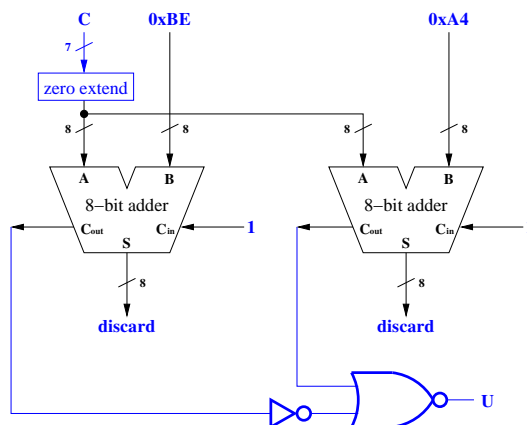 C 0xBE 0xA4
7
zero extend
8 8 8 8
A B A B
8−bit adder 8−bit adder
Cout Cin 1 Cout Cin
S S
8 8
discard discard
U